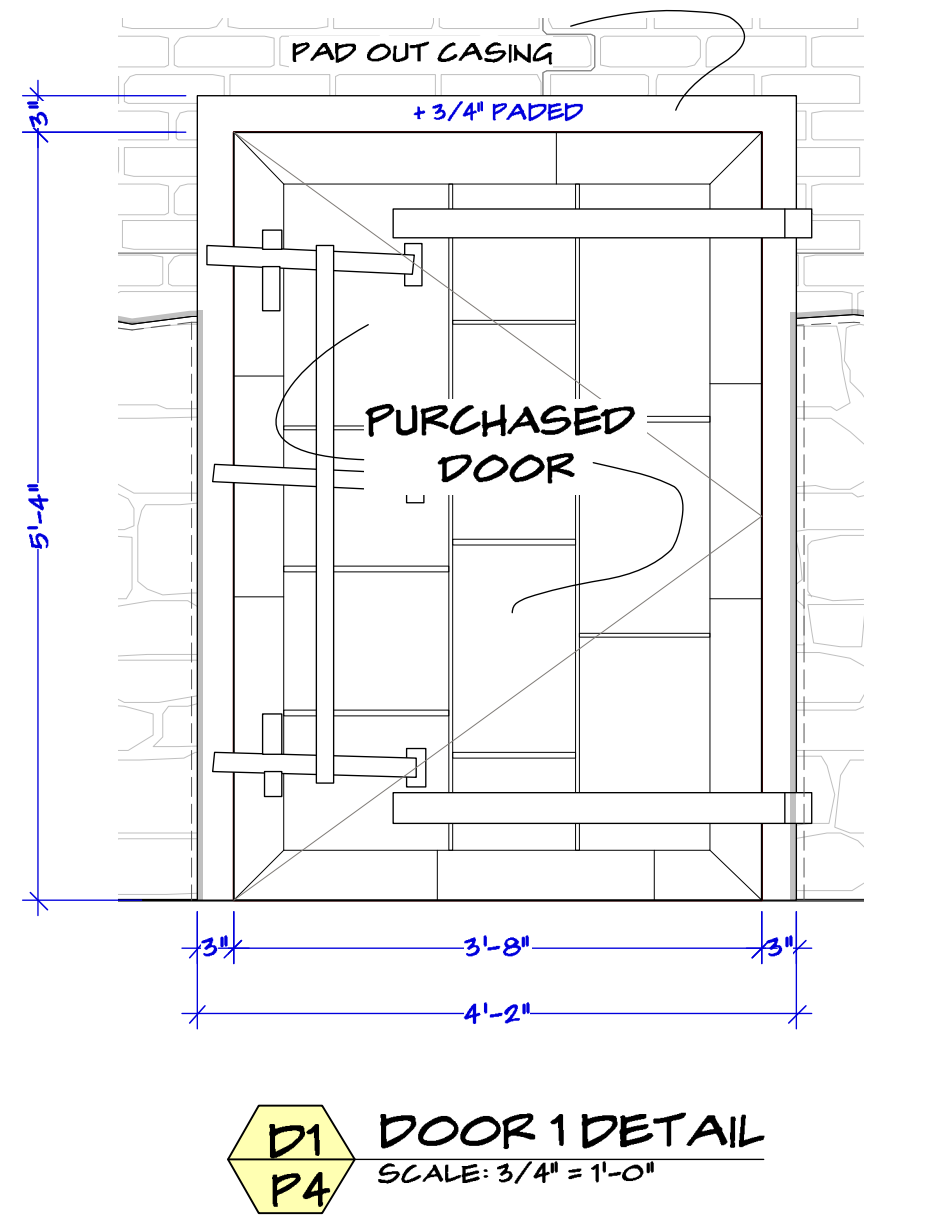 PAD OUT CASING
+ 3/4" PADED
3"
5'-4"
PURCHASED
DOOR
3" 3'-8" 3"
4'-2"
D1
P4
DOOR 1 DETAIL
SCALE: 3/4" = 1'-0"